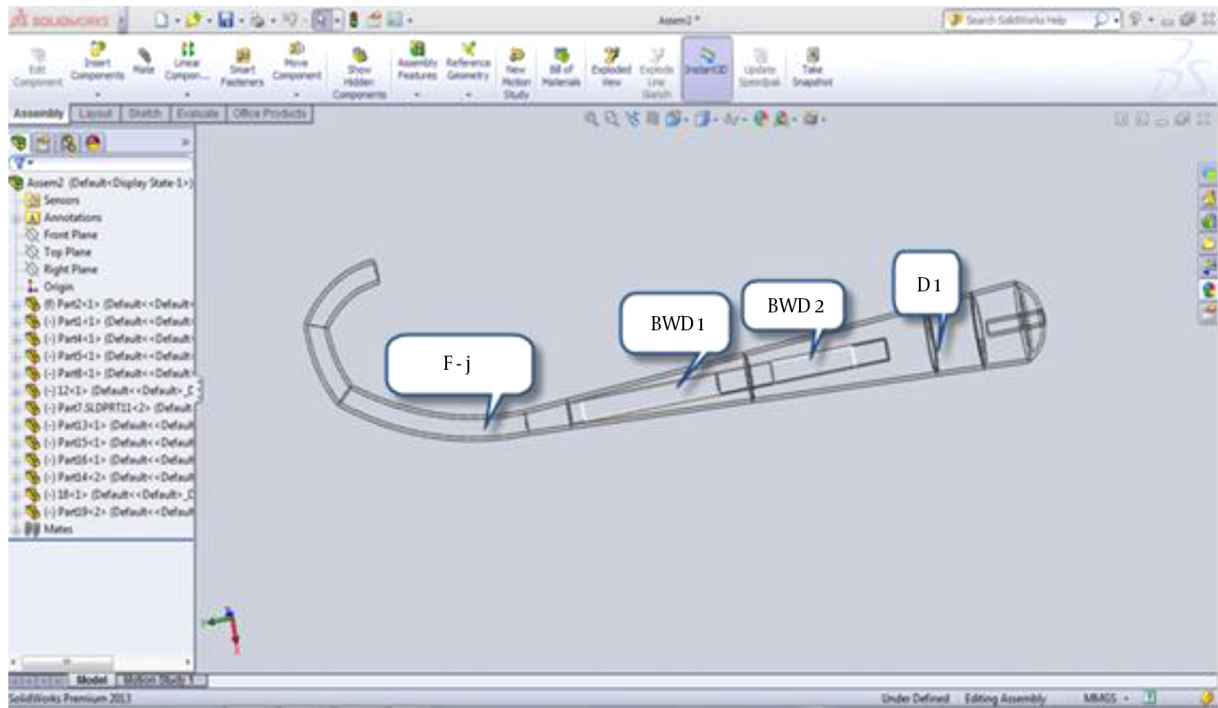 SOLIDWORKS
Assem2 *
Search SolidWorks Help
Edit Component
Insert Components
Mate
Linear Compon...
Smart Fasteners
Move Component
Show Hidden Components
Assembly Features
Reference Geometry
New Motion Study
Bill of Materials
Exploded View
Explode Line Sketch
Instant3D
Update Speedpak
Take Snapshot
Assembly Layout Sketch Evaluate Office Products
Assem2 (Default<Display State-1>)
Sensors
Annotations
Front Plane
Top Plane
Right Plane
Origin
(f) Part2<1> (Default<<Default>
(-) Part1<1> (Default<<Default>
(-) Part4<1> (Default<<Default>
(-) Part5<1> (Default<<Default>
(-) Part8<1> (Default<<Default>
(-) 12<1> (Default<<Default>_D
(-) Part7.SLDPRT11<2> (Default
(-) Part13<1> (Default<<Default
(-) Part15<1> (Default<<Default
(-) Part16<1> (Default<<Default
(-) Part14<2> (Default<<Default
(-) 18<1> (Default<<Default>_D
(-) Part19<2> (Default<<Default
Mates
F - j
BWD 1
BWD 2
D 1
Model Motion Study 1
SolidWorks Premium 2013
Under Defined Editing Assembly MMGS